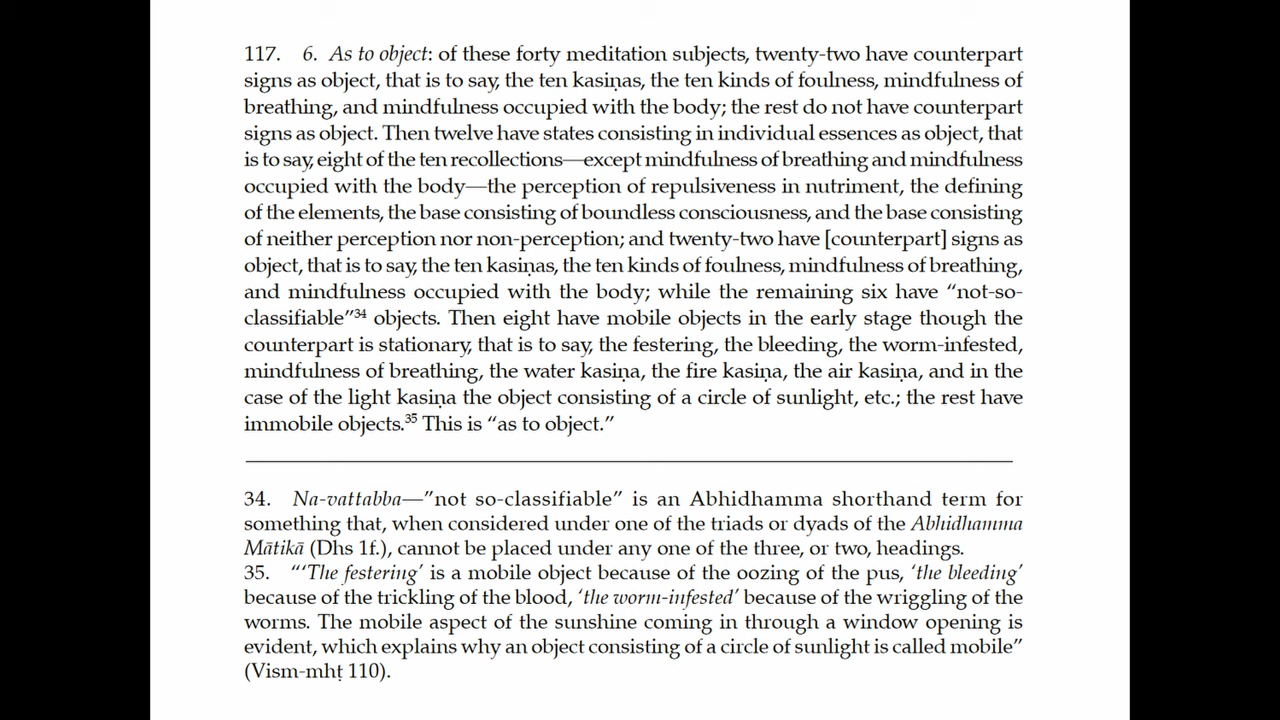 117. 6. As to object: of these forty meditation subjects, twenty-two have counterpart
signs as object, that is to say, the ten kasiṇas, the ten kinds of foulness, mindfulness of
breathing, and mindfulness occupied with the body; the rest do not have counterpart
signs as object. Then twelve have states consisting in individual essences as object, that
is to say, eight of the ten recollections—except mindfulness of breathing and mindfulness
occupied with the body—the perception of repulsiveness in nutriment, the defining
of the elements, the base consisting of boundless consciousness, and the base consisting
of neither perception nor non-perception; and twenty-two have [counterpart] signs as
object, that is to say, the ten kasiṇas, the ten kinds of foulness, mindfulness of breathing,
and mindfulness occupied with the body; while the remaining six have “not-so-
classifiable”34 objects. Then eight have mobile objects in the early stage though the
counterpart is stationary, that is to say, the festering, the bleeding, the worm-infested,
mindfulness of breathing, the water kasiṇa, the fire kasiṇa, the air kasiṇa, and in the
case of the light kasiṇa the object consisting of a circle of sunlight, etc.; the rest have
immobile objects.35 This is “as to object.”
34. Na-vattabba—”not so-classifiable” is an Abhidhamma shorthand term for
something that, when considered under one of the triads or dyads of the Abhidhamma
Mātikā (Dhs 1f.), cannot be placed under any one of the three, or two, headings.
35. “‘The festering’ is a mobile object because of the oozing of the pus, ‘the bleeding’
because of the trickling of the blood, ‘the worm-infested’ because of the wriggling of the
worms. The mobile aspect of the sunshine coming in through a window opening is
evident, which explains why an object consisting of a circle of sunlight is called mobile”
(Vism-mhṭ 110).